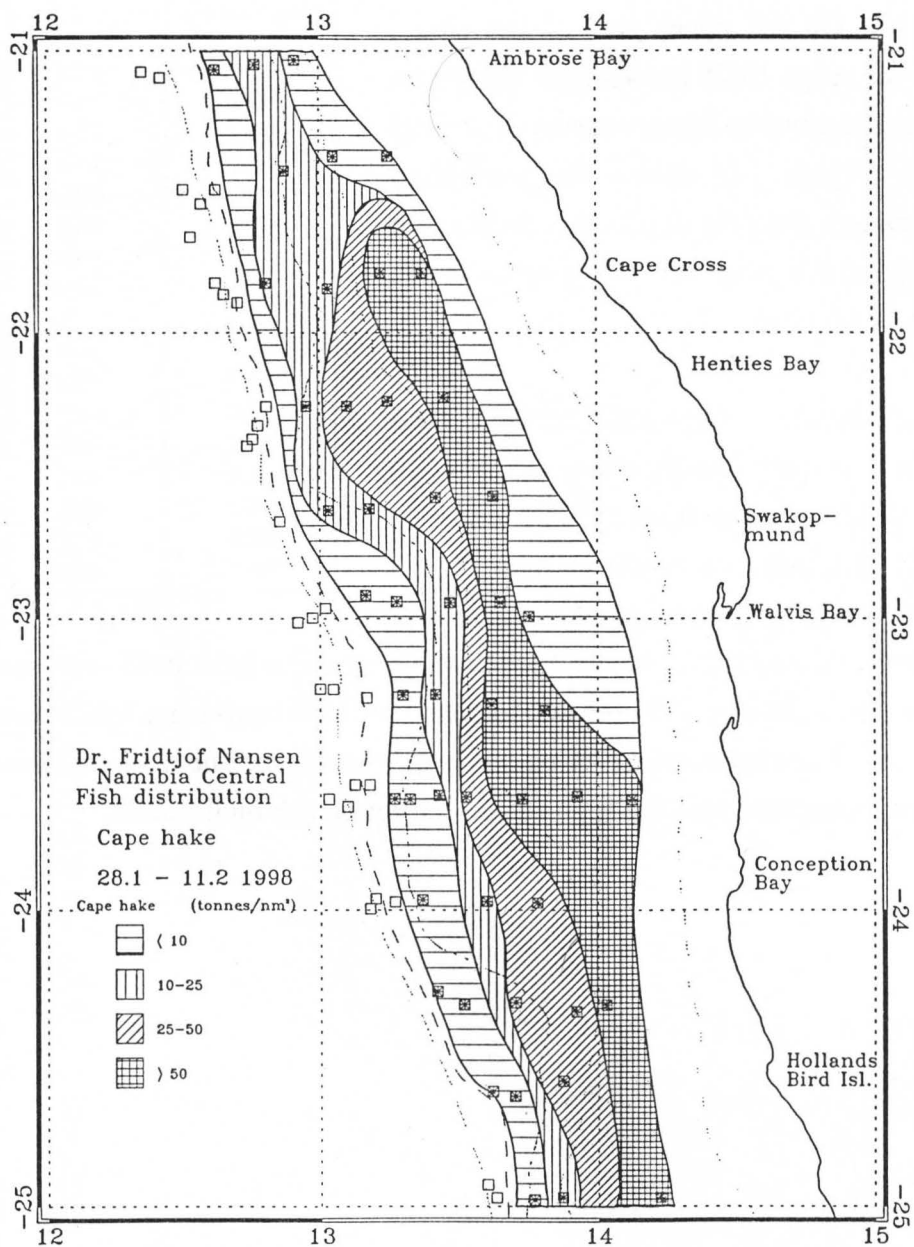 12 13 14 15
-21 -21
Ambrose Bay
Cape Cross
-22 -22
Henties Bay
Swakop-
mund
-23 Walvis Bay -23
Dr. Fridtjof Nansen
Namibia Central
Fish distribution
Cape hake
28.1 - 11.2 1998
Cape hake (tonnes/nm²)
⟨ 10
10-25
25-50
⟩ 50
Conception
Bay
-24 -24
Hollands
Bird Isl.
-25 -25
12 13 14 15